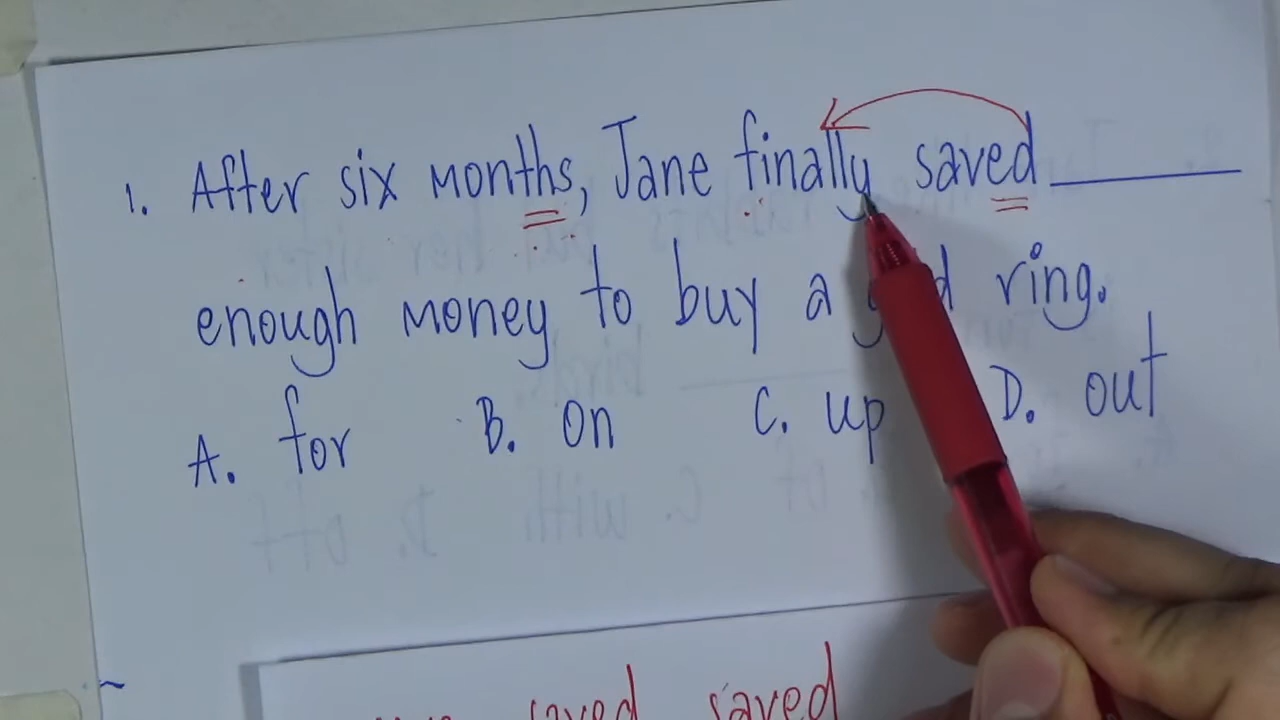 1. After six months, Jane finally saved ______
enough money to buy a ring.
A. for B. on C. up D. out
saved saved